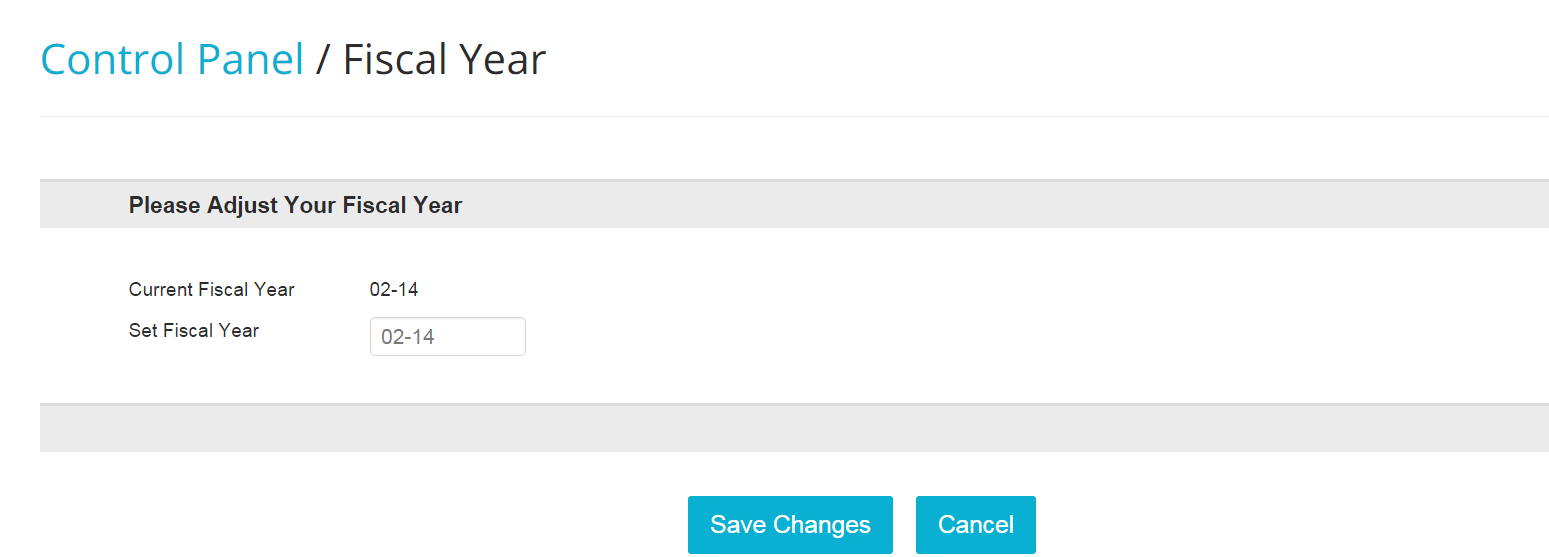 Control Panel / Fiscal Year
Please Adjust Your Fiscal Year
Current Fiscal Year 02-14
Set Fiscal Year 02-14
Save Changes Cancel